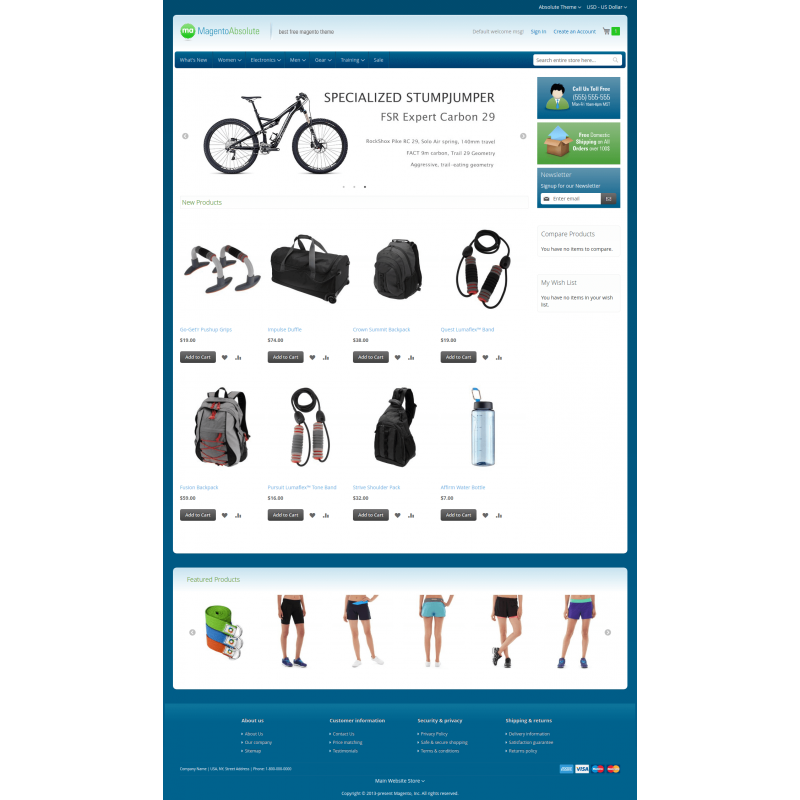 Absolute Theme USD - US Dollar
mo MagentoAbsolute best free magento theme Default welcome msg! Sign In Create an Account
What's New Women Electronics Men Gear Training Sale Search entire store here...
SPECIALIZED STUMPJUMPER
FSR Expert Carbon 29
RockShox Pike RC 29, Solo Air spring, 140mm travel
FACT 9m carbon, Trail 29 Geometry
Aggressive, trail-eating geometry
Call Us Toll Free
(555) 555-555
Mon-Fri 10am-6pm MST
Free Domestic
Shipping on All
Orders over 100$
Newsletter
Signup for our Newsletter
Enter email
New Products
Compare Products
You have no items to compare.
My Wish List
You have no items in your wish
list.
Go-Get'r Pushup Grips Impulse Duffle Crown Summit Backpack Quest Lumaflex™ Band
$19.00 $74.00 $38.00 $19.00
Add to Cart Add to Cart Add to Cart Add to Cart
Fusion Backpack Pursuit Lumaflex™ Tone Band Strive Shoulder Pack Affirm Water Bottle
$59.00 $16.00 $32.00 $7.00
Add to Cart Add to Cart Add to Cart Add to Cart
Featured Products
About us Customer information Security & privacy Shipping & returns
About Us Contact Us Privacy Policy Delivery information
Our company Price matching Safe & secure shopping Satisfaction guarantee
Sitemap Testimonials Terms & conditions Returns policy
Company Name | USA, NY, Street Address | Phone: 1.800.000.0000
VISA
Main Website Store
Copyright © 2013-present Magento, Inc. All rights reserved.